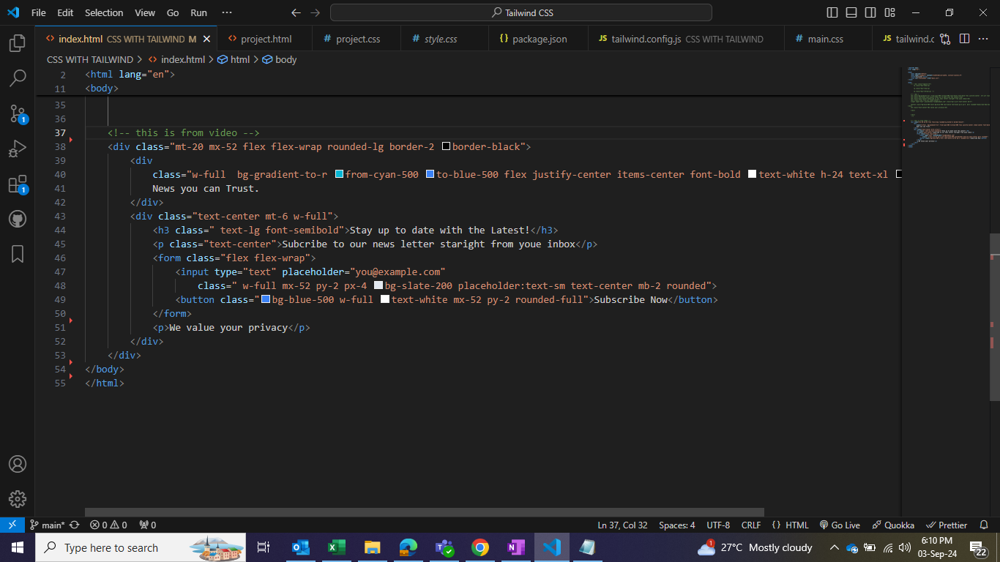 File Edit Selection View Go Run ··· Tailwind CSS
index.html CSS WITH TAILWIND M project.html # project.css # style.css {} package.json JS tailwind.config.js CSS WITH TAILWIND # main.css JS tailwind.c
CSS WITH TAILWIND > index.html > html > body
2 <html lang="en">
11 <body>
35
36
37 <!-- this is from video -->
38 <div class="mt-20 mx-52 flex flex-wrap rounded-lg border-2 border-black">
39 <div
40 class="w-full  bg-gradient-to-r from-cyan-500 to-blue-500 flex justify-center items-center font-bold text-white h-24 text-xl
41 News you can Trust.
42 </div>
43 <div class="text-center mt-6 w-full">
44 <h3 class=" text-lg font-semibold">Stay up to date with the Latest!</h3>
45 <p class="text-center">Subcribe to our news letter staright from youe inbox</p>
46 <form class="flex flex-wrap">
47 <input type="text" placeholder="you@example.com"
48 class=" w-full mx-52 py-2 px-4 bg-slate-200 placeholder:text-sm text-center mb-2 rounded">
49 <button class="bg-blue-500 w-full text-white mx-52 py-2 rounded-full">Subscribe Now</button>
50 </form>
51 <p>We value your privacy</p>
52 </div>
53 </div>
54 </body>
55 </html>
1
1
main* 0 0 0 Ln 37, Col 32 Spaces: 4 UTF-8 CRLF {} HTML Go Live Quokka Prettier
Type here to search 27°C Mostly cloudy 1 6:10 PM
03-Sep-24 22